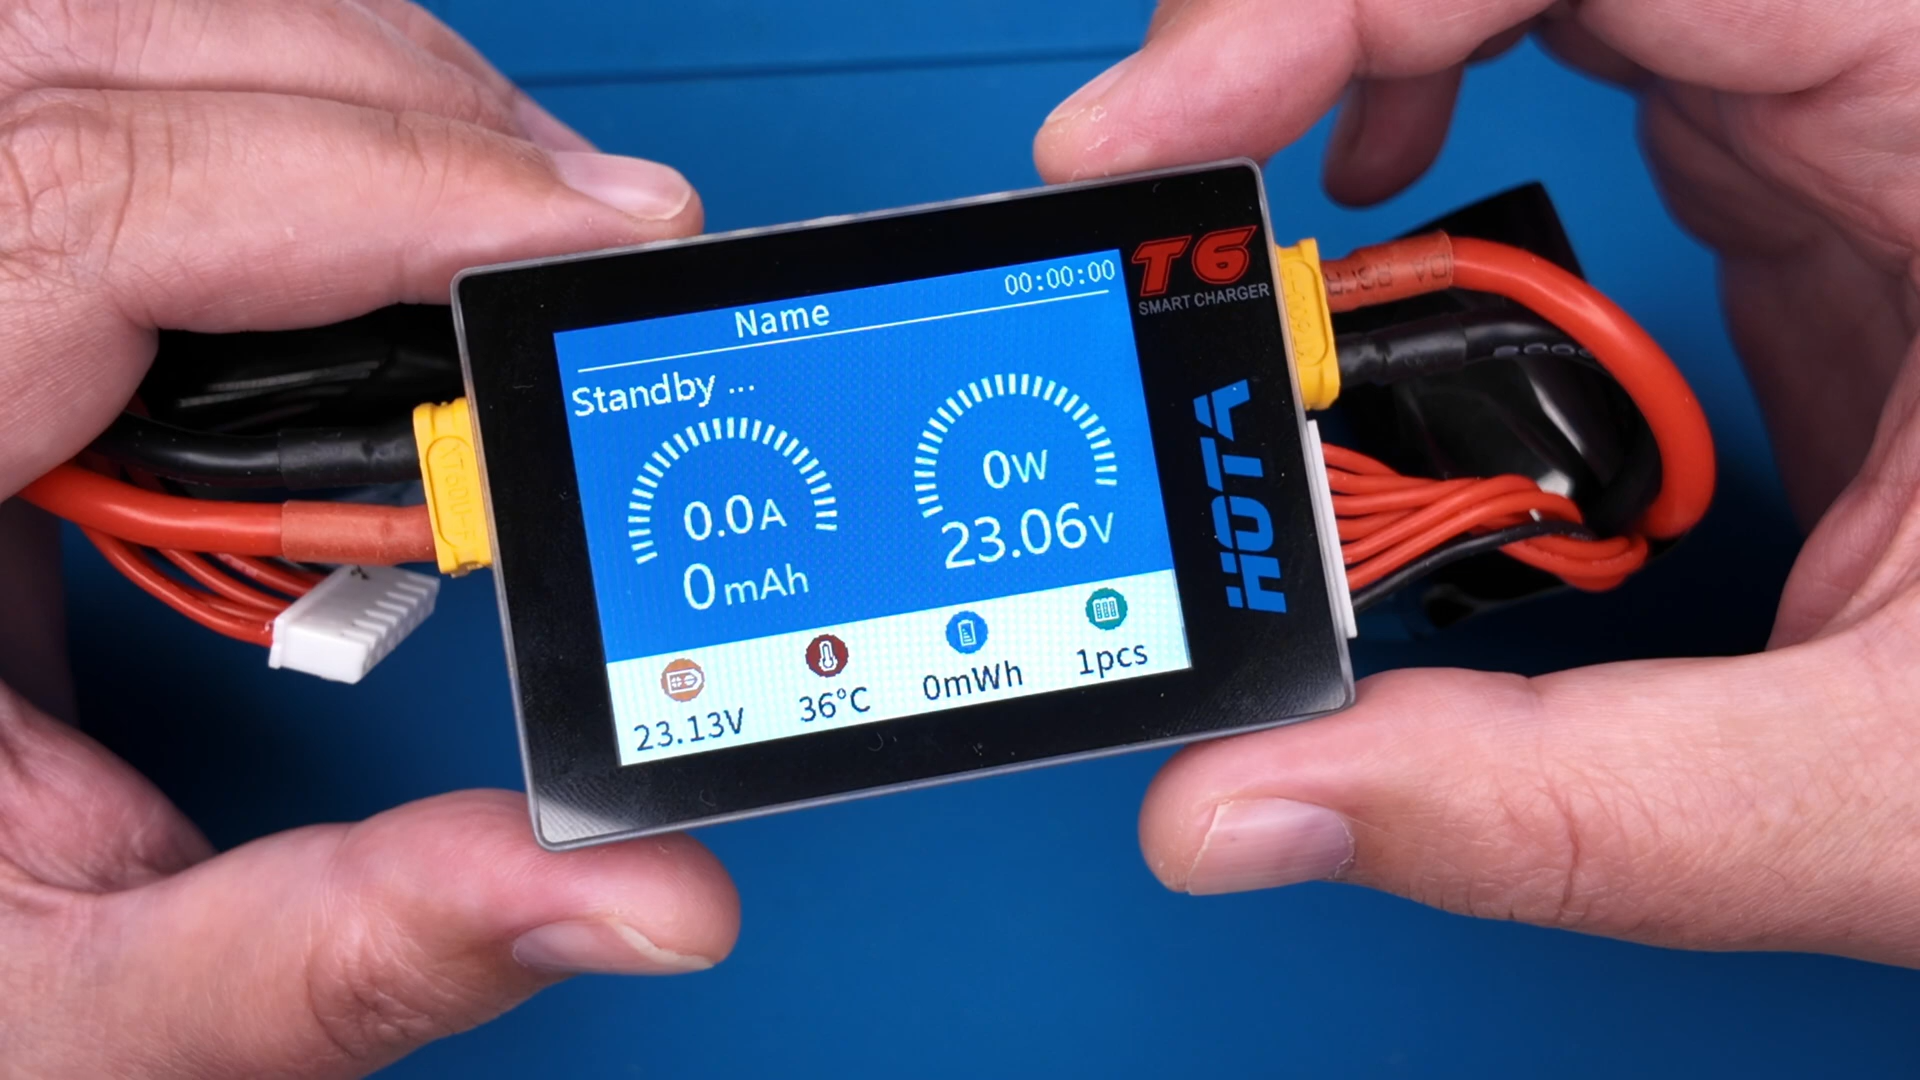 Name
00:00:00
Standby ...
0.0A
0mAh
0W
23.06V
23.13V
36°C
0mWh
1pcs
T6
SMART CHARGER
HOTA